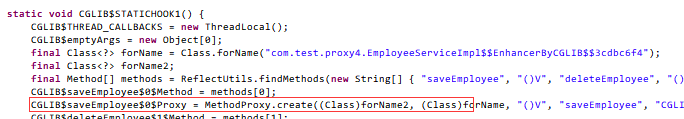 static void CGLIB$STATICHOOK1() {
CGLIB$THREAD_CALLBACKS = new ThreadLocal();
CGLIB$emptyArgs = new Object[0];
final Class<?> forName = Class.forName("com.test.proxy4.EmployeeServiceImpl$$EnhancerByCGLIB$$3cdbc6f4");
final Class<?> forName2;
final Method[] methods = ReflectUtils.findMethods(new String[] { "saveEmployee", "()V", "deleteEmployee", "()
CGLIB$saveEmployee$0$Method = methods[0];
CGLIB$saveEmployee$0$Proxy = MethodProxy.create((Class)forName2, (Class)forName, "()V", "saveEmployee", "CGLI
CGLIB$deleteEmployee$1$Method = methods[1];